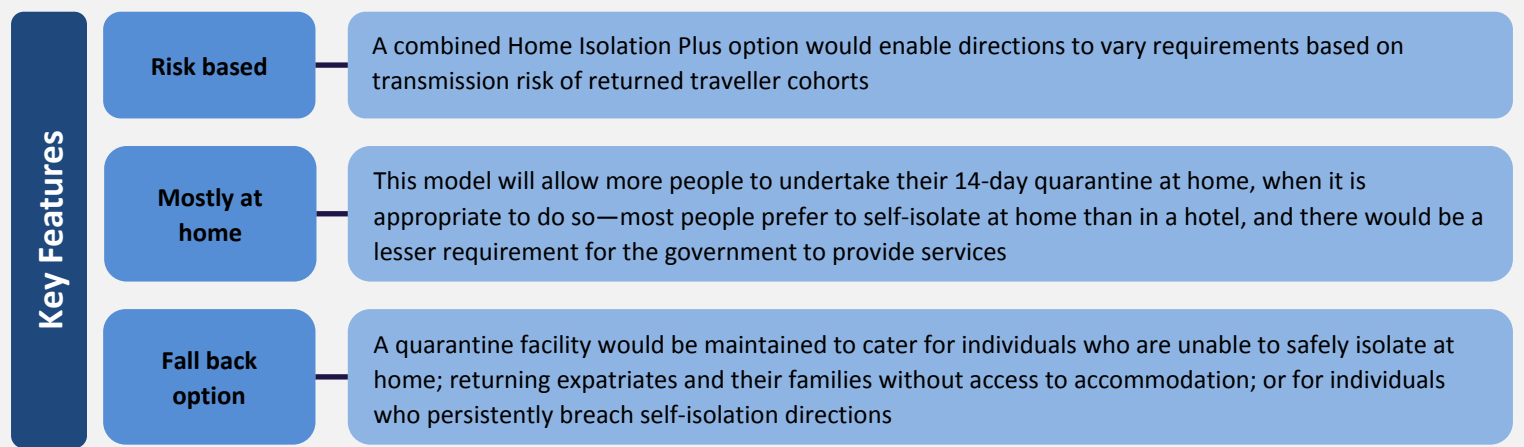 Key Features
Risk based
A combined Home Isolation Plus option would enable directions to vary requirements based on
transmission risk of returned traveller cohorts
Mostly at
home
This model will allow more people to undertake their 14-day quarantine at home, when it is
appropriate to do so—most people prefer to self-isolate at home than in a hotel, and there would be a
lesser requirement for the government to provide services
Fall back
option
A quarantine facility would be maintained to cater for individuals who are unable to safely isolate at
home; returning expatriates and their families without access to accommodation; or for individuals
who persistently breach self-isolation directions